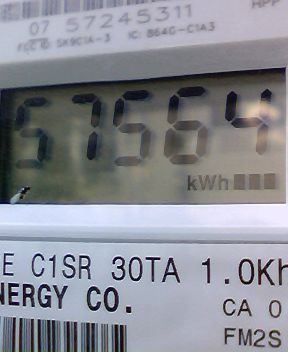 07 57245311
HPP
FCC ID: SK9C1A-3 IC: 864G-C1A3
57564
kWh
E C1SR 30TA 1.0Kh
NERGY CO.
CA 0
FM2S